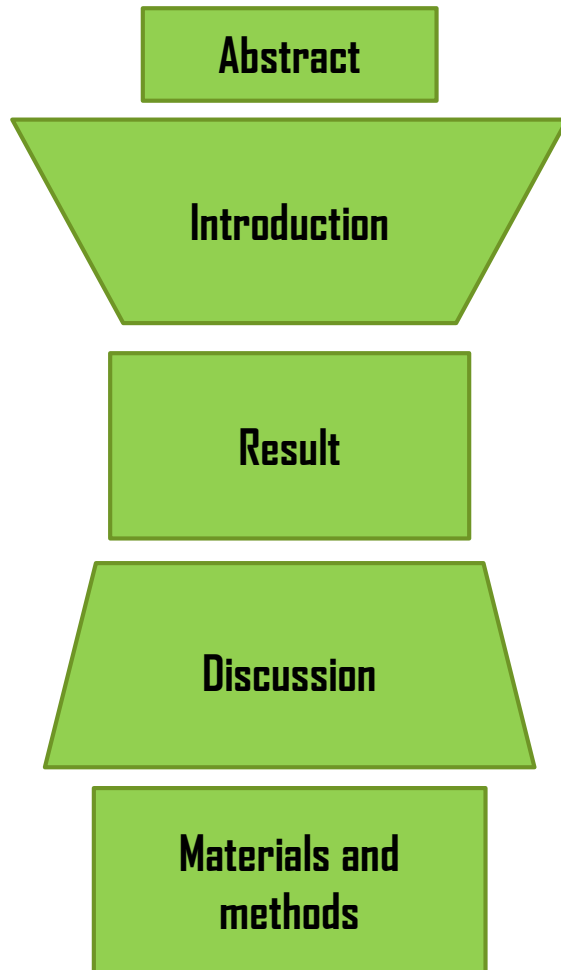 Abstract
Introduction
Result
Discussion
Materials and
methods